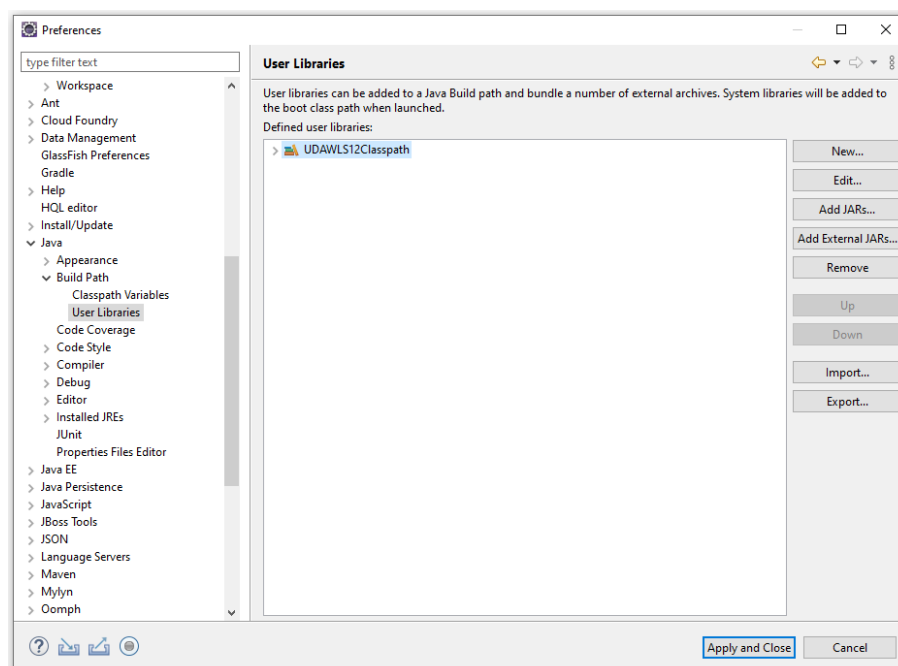 Preferences
type filter text
Workspace
Ant
Cloud Foundry
Data Management
GlassFish Preferences
Gradle
Help
HQL editor
Install/Update
Java
Appearance
Build Path
Classpath Variables
User Libraries
Code Coverage
Code Style
Compiler
Debug
Editor
Installed JREs
JUnit
Properties Files Editor
Java EE
Java Persistence
JavaScript
JBoss Tools
JSON
Language Servers
Maven
Mylyn
Oomph
User Libraries
User libraries can be added to a Java Build path and bundle a number of external archives. System libraries will be added to
the boot class path when launched.
Defined user libraries:
UDAWLS12Classpath
New...
Edit...
Add JARs...
Add External JARs...
Remove
Up
Down
Import...
Export...
Apply and Close
Cancel